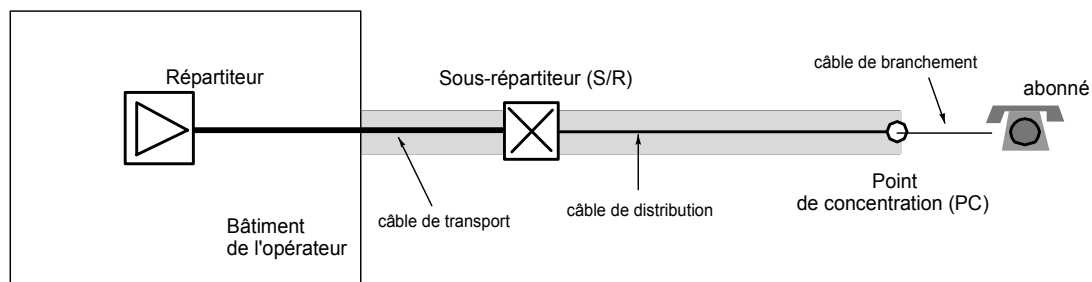 Répartiteur
Sous-répartiteur (S/R)
câble de branchement
abonné
câble de transport
câble de distribution
Point
de concentration (PC)
Bâtiment
de l'opérateur